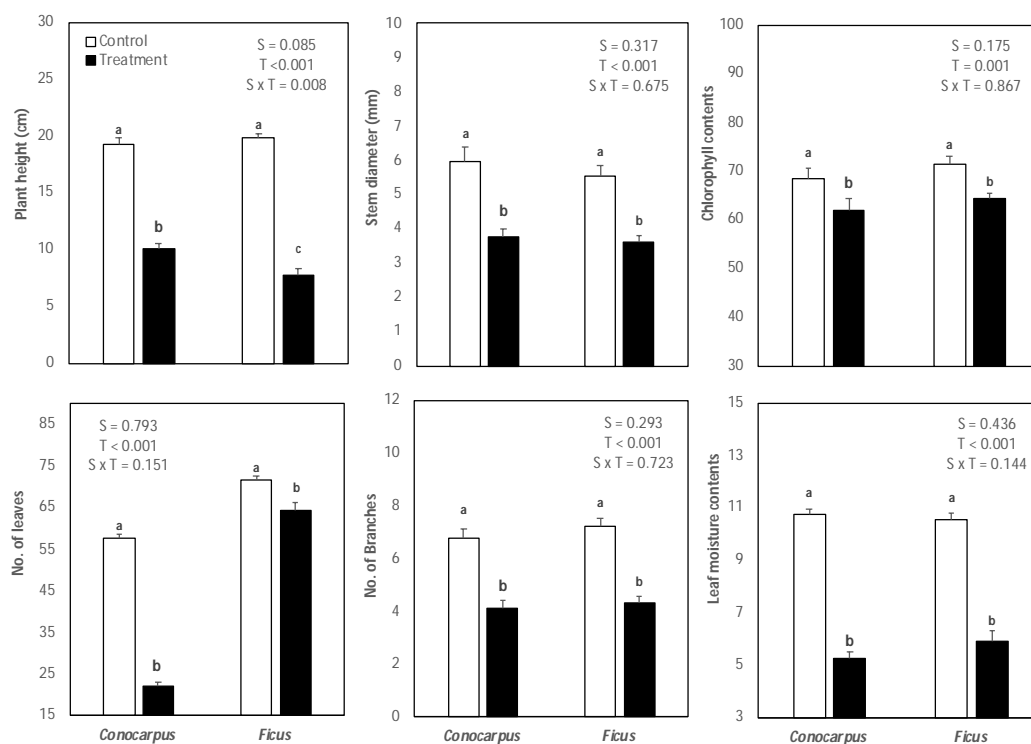 Plant height (cm)
30
25
20
15
10
5
0
Control
Treatment
S = 0.085
T <0.001
S x T = 0.008
a
b
a
c
Stem diameter (mm)
10
9
8
7
6
5
4
3
2
1
0
S = 0.317
T < 0.001
S x T = 0.675
a
b
a
b
Chlorophyll contents
100
90
80
70
60
50
40
30
S = 0.175
T = 0.001
S x T = 0.867
a
b
a
b
No. of leaves
85
75
65
55
45
35
25
15
S = 0.793
T < 0.001
S x T = 0.151
a
b
a
b
Conocarpus
Ficus
No. of Branches
12
10
8
6
4
2
0
S = 0.293
T < 0.001
S x T = 0.723
a
b
a
b
Conocarpus
Ficus
Leaf moisture contents
15
13
11
9
7
5
3
S = 0.436
T < 0.001
S x T = 0.144
a
b
a
b
Conocarpus
Ficus